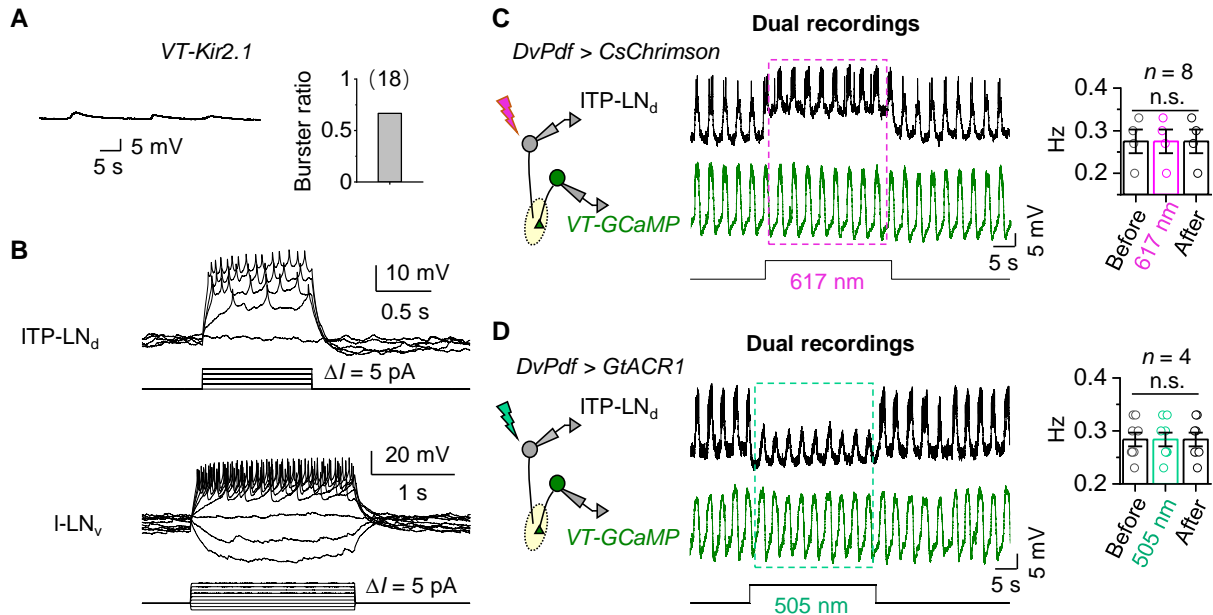 A
VT-Kir2.1
5 mV
5 s
Burster ratio
1
0.5
0
(18)
B
ITP-LNd
10 mV
0.5 s
ΔI = 5 pA
l-LNv
20 mV
1 s
ΔI = 5 pA
C
Dual recordings
DvPdf > CsChrimson
ITP-LNd
VT-GCaMP
5 s
5 mV
617 nm
n = 8
n.s.
Hz
0.4
0.3
0.2
Before
617 nm
After
D
Dual recordings
DvPdf > GtACR1
ITP-LNd
VT-GCaMP
5 s
5 mV
505 nm
n = 4
n.s.
Hz
0.4
0.3
0.2
Before
505 nm
After